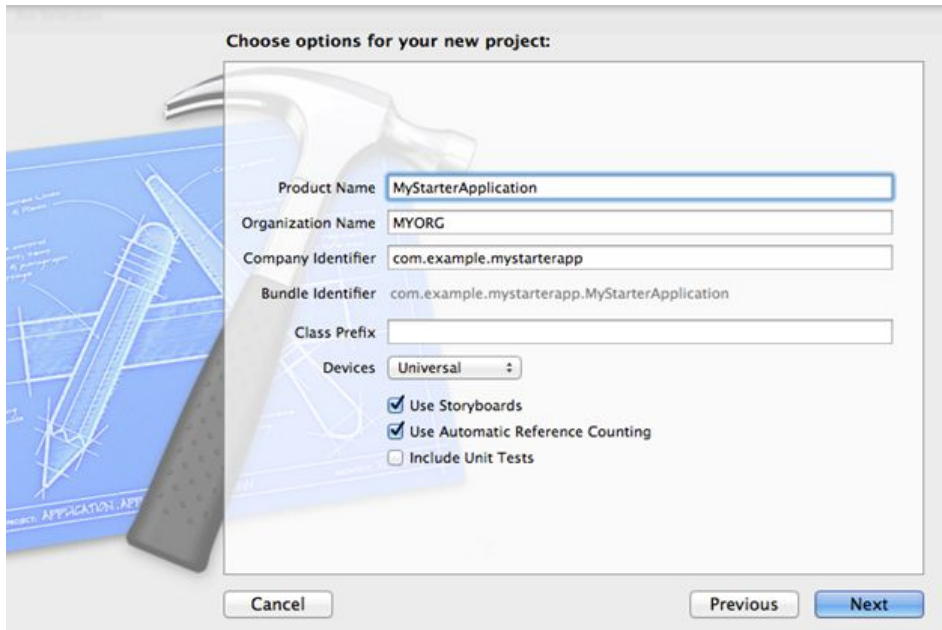 Choose options for your new project:
Product Name MyStarterApplication
Organization Name MYORG
Company Identifier com.example.mystarterapp
Bundle Identifier com.example.mystarterapp.MyStarterApplication
Class Prefix
Devices Universal
Use Storyboards
Use Automatic Reference Counting
Include Unit Tests
Cancel Previous Next